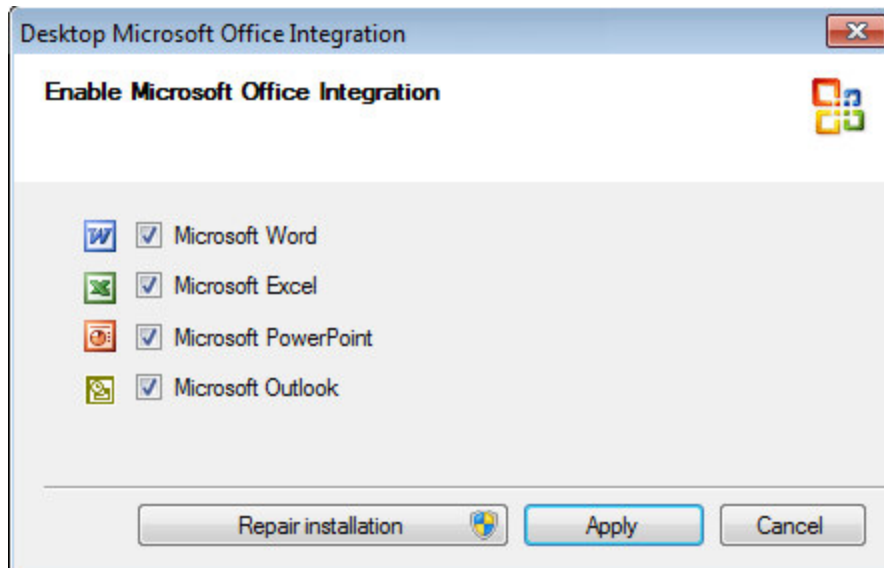 Desktop Microsoft Office Integration
Enable Microsoft Office Integration
Microsoft Word
Microsoft Excel
Microsoft PowerPoint
Microsoft Outlook
Repair installation Apply Cancel